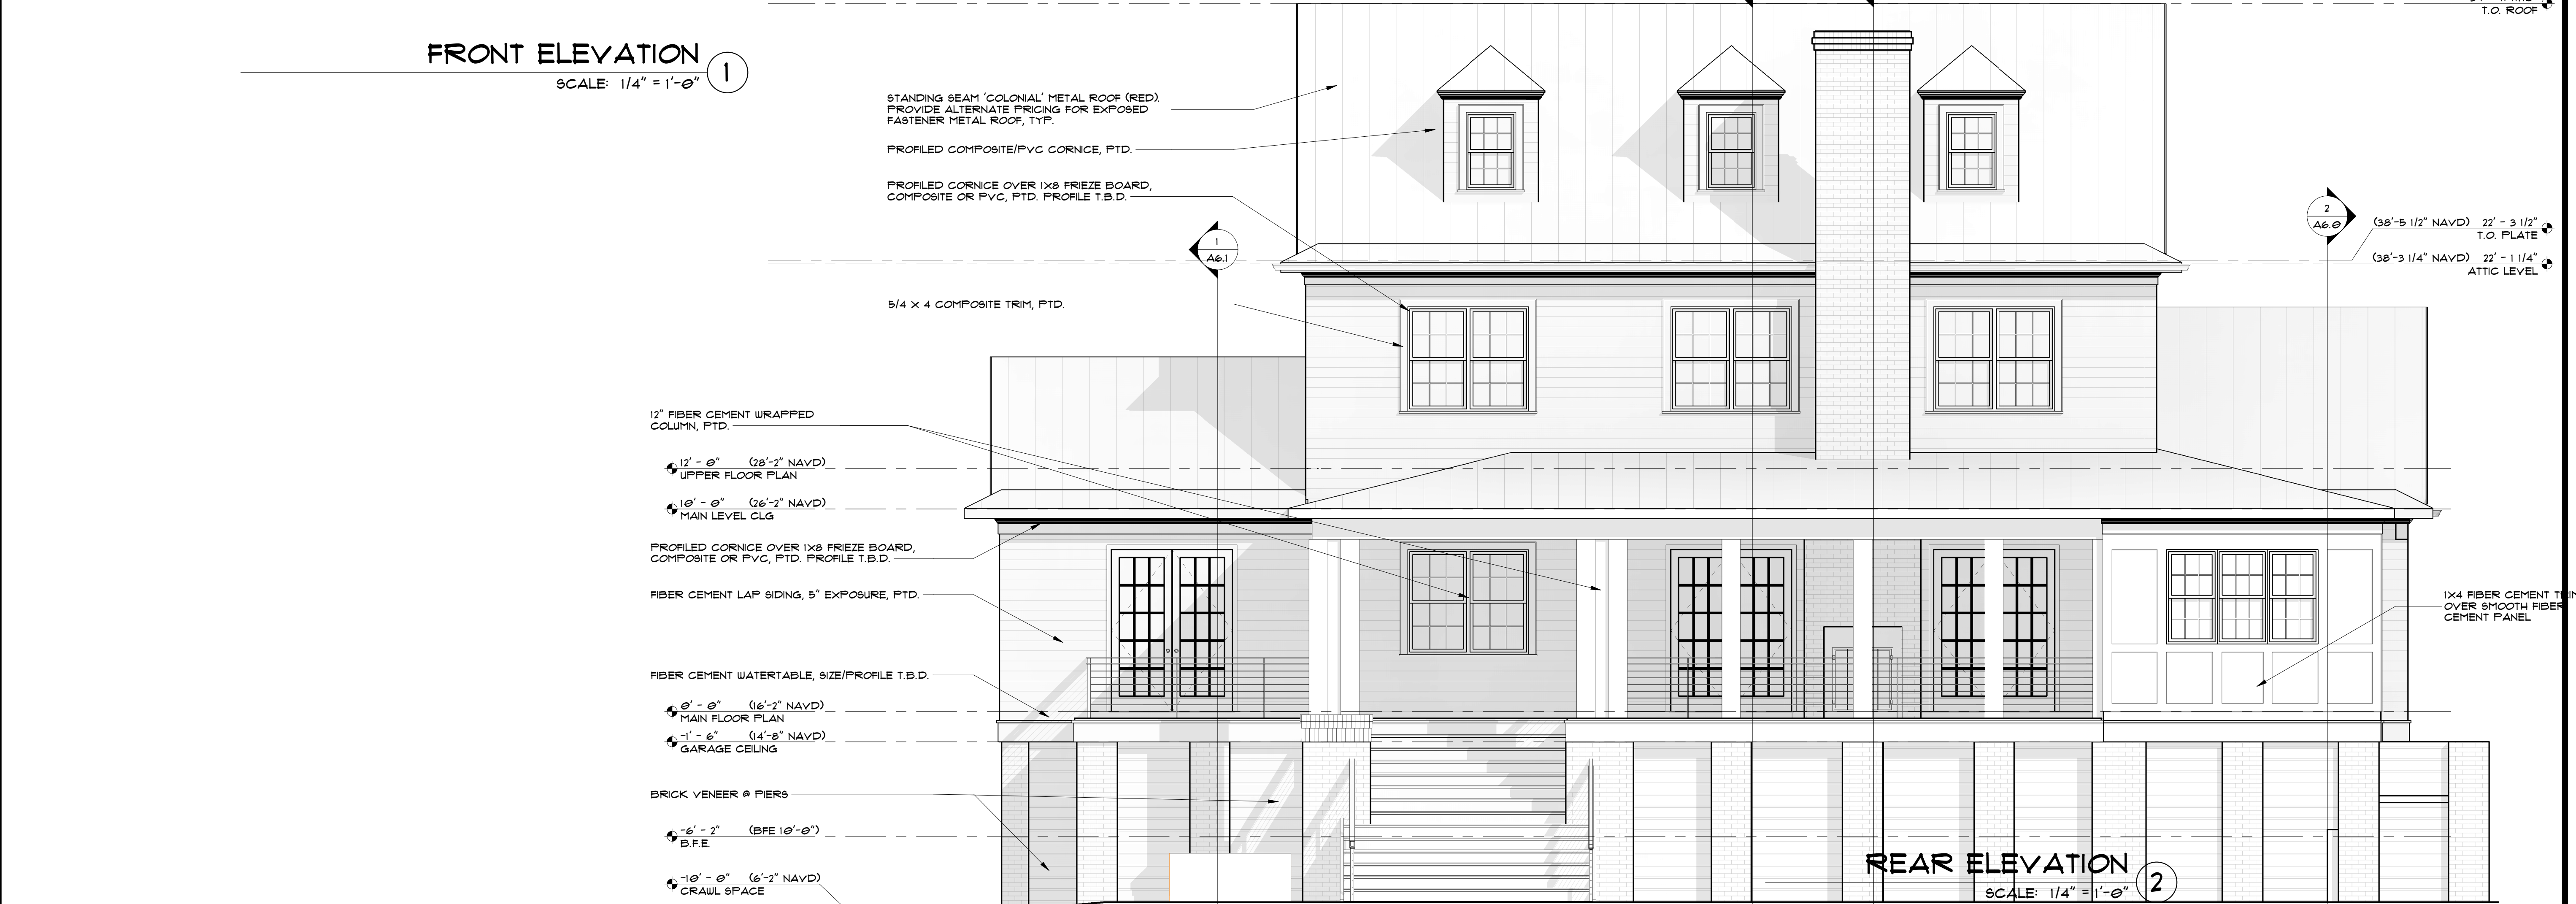 FRONT ELEVATION
SCALE: 1/4" = 1'-0"
1
T.O. ROOF
STANDING SEAM 'COLONIAL' METAL ROOF (RED).
PROVIDE ALTERNATE PRICING FOR EXPOSED
FASTENER METAL ROOF, TYP.
PROFILED COMPOSITE/PVC CORNICE, PTD.
PROFILED CORNICE OVER 1X8 FRIEZE BOARD,
COMPOSITE OR PVC, PTD. PROFILE T.B.D.
1
A6.1
2
A6.0
(38'-5 1/2" NAVD) 22' - 3 1/2"
T.O. PLATE
(38'-3 1/4" NAVD) 22' - 1 1/4"
ATTIC LEVEL
5/4 X 4 COMPOSITE TRIM, PTD.
12" FIBER CEMENT WRAPPED
COLUMN, PTD.
12' - 0" (28'-2" NAVD)
UPPER FLOOR PLAN
10' - 0" (26'-2" NAVD)
MAIN LEVEL CLG
PROFILED CORNICE OVER 1X8 FRIEZE BOARD,
COMPOSITE OR PVC, PTD. PROFILE T.B.D.
FIBER CEMENT LAP SIDING, 5" EXPOSURE, PTD.
1X4 FIBER CEMENT TRIM
OVER SMOOTH FIBER
CEMENT PANEL
FIBER CEMENT WATERTABLE, SIZE/PROFILE T.B.D.
0' - 0" (16'-2" NAVD)
MAIN FLOOR PLAN
-1' - 6" (14'-8" NAVD)
GARAGE CEILING
BRICK VENEER @ PIERS
-6' - 2" (BFE 10'-0")
B.F.E.
-10' - 0" (6'-2" NAVD)
CRAWL SPACE
REAR ELEVATION
SCALE: 1/4" = 1'-0"
2